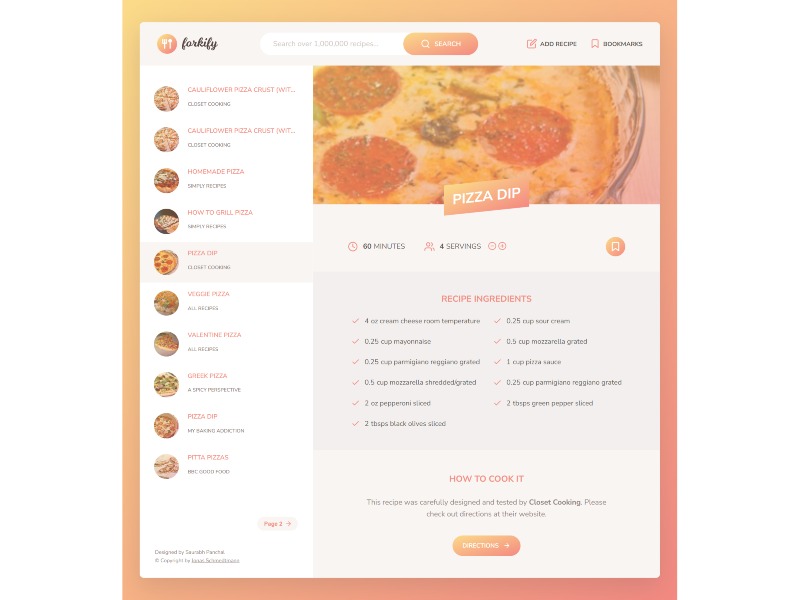 forkify
Search over 1,000,000 recipes...
SEARCH
ADD RECIPE
BOOKMARKS
CAULIFLOWER PIZZA CRUST (WIT...
CLOSET COOKING
CAULIFLOWER PIZZA CRUST (WIT...
CLOSET COOKING
HOMEMADE PIZZA
SIMPLY RECIPES
HOW TO GRILL PIZZA
SIMPLY RECIPES
PIZZA DIP
CLOSET COOKING
VEGGIE PIZZA
ALL RECIPES
VALENTINE PIZZA
ALL RECIPES
GREEK PIZZA
A SPICY PERSPECTIVE
PIZZA DIP
MY BAKING ADDICTION
PITTA PIZZAS
BBC GOOD FOOD
Page 2
Designed by Saurabh Panchal.
© Copyright by Jonas Schmedtmann
PIZZA DIP
60 MINUTES
4 SERVINGS
RECIPE INGREDIENTS
4 oz cream cheese room temperature
0.25 cup sour cream
0.25 cup mayonnaise
0.5 cup mozzarella grated
0.25 cup parmigiano reggiano grated
1 cup pizza sauce
0.5 cup mozzarella shredded/grated
0.25 cup parmigiano reggiano grated
2 oz pepperoni sliced
2 tbsps green pepper sliced
2 tbsps black olives sliced
HOW TO COOK IT
This recipe was carefully designed and tested by Closet Cooking. Please
check out directions at their website.
DIRECTIONS